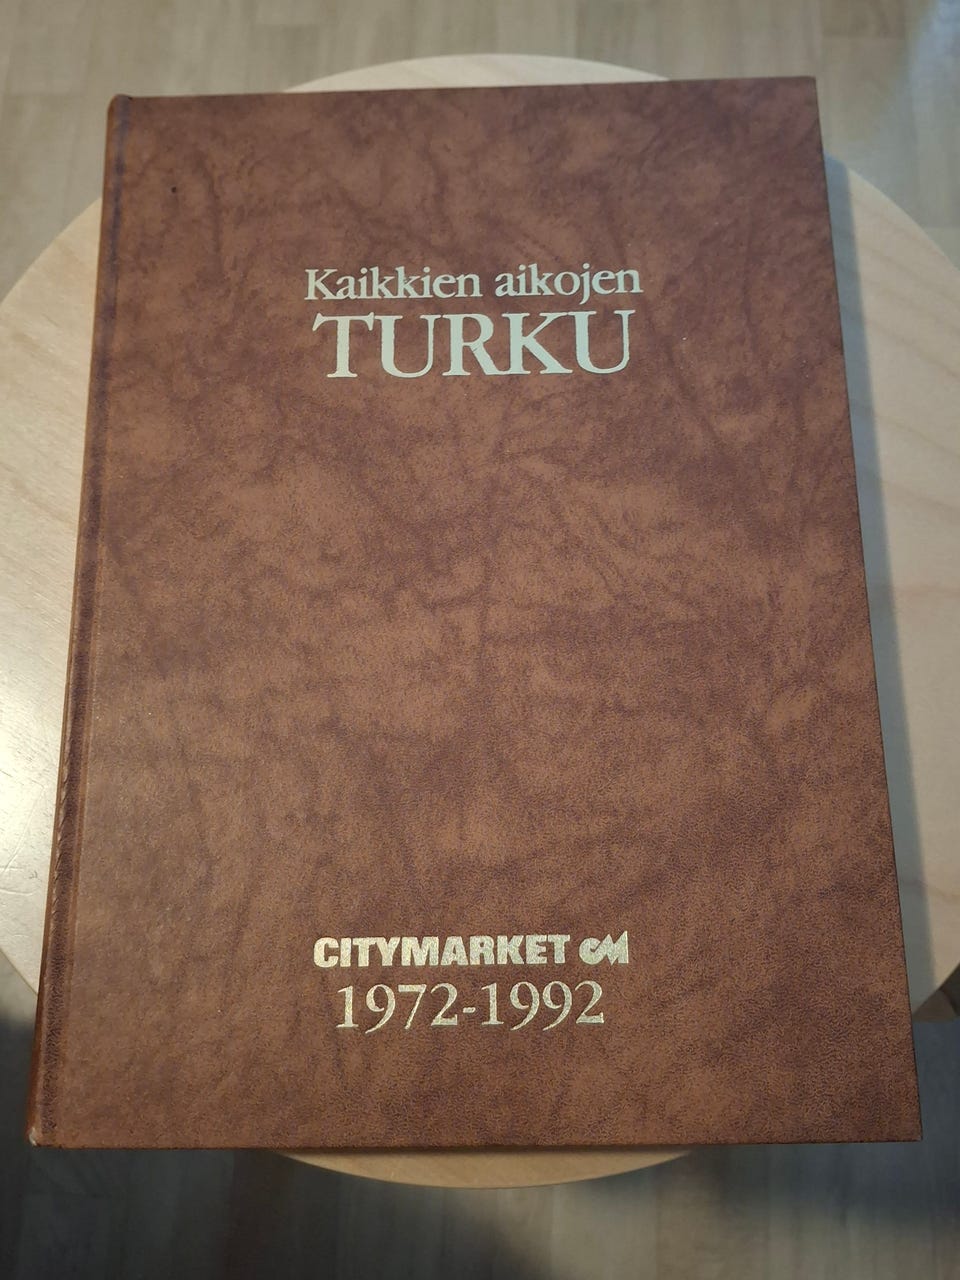 Kaikkien aikojen
TURKU
CITYMARKET CM
1972-1992